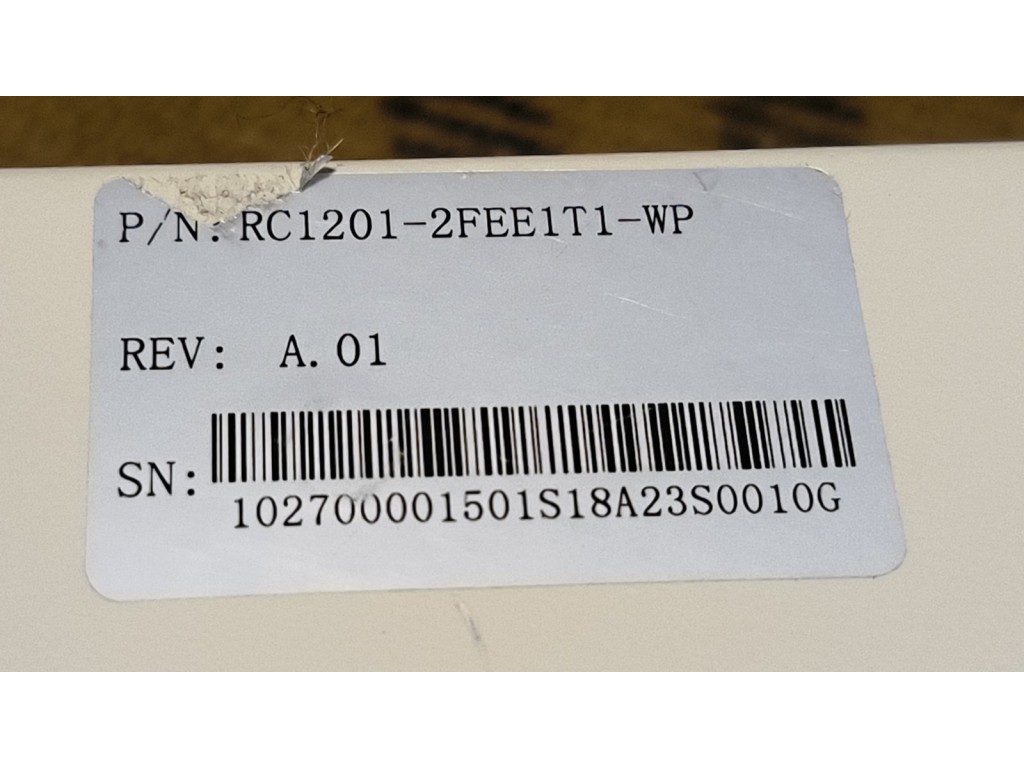 P/N: RC1201-2FEE1T1-WP
REV: A.01
SN:
102700001501S18A23S0010G